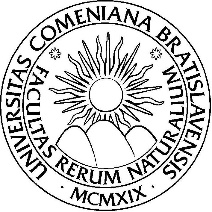 UNIVERSITAS COMENIANA BRATISLAVENSIS
FACULTAS RERUM NATURALIUM
· MCMXIX ·